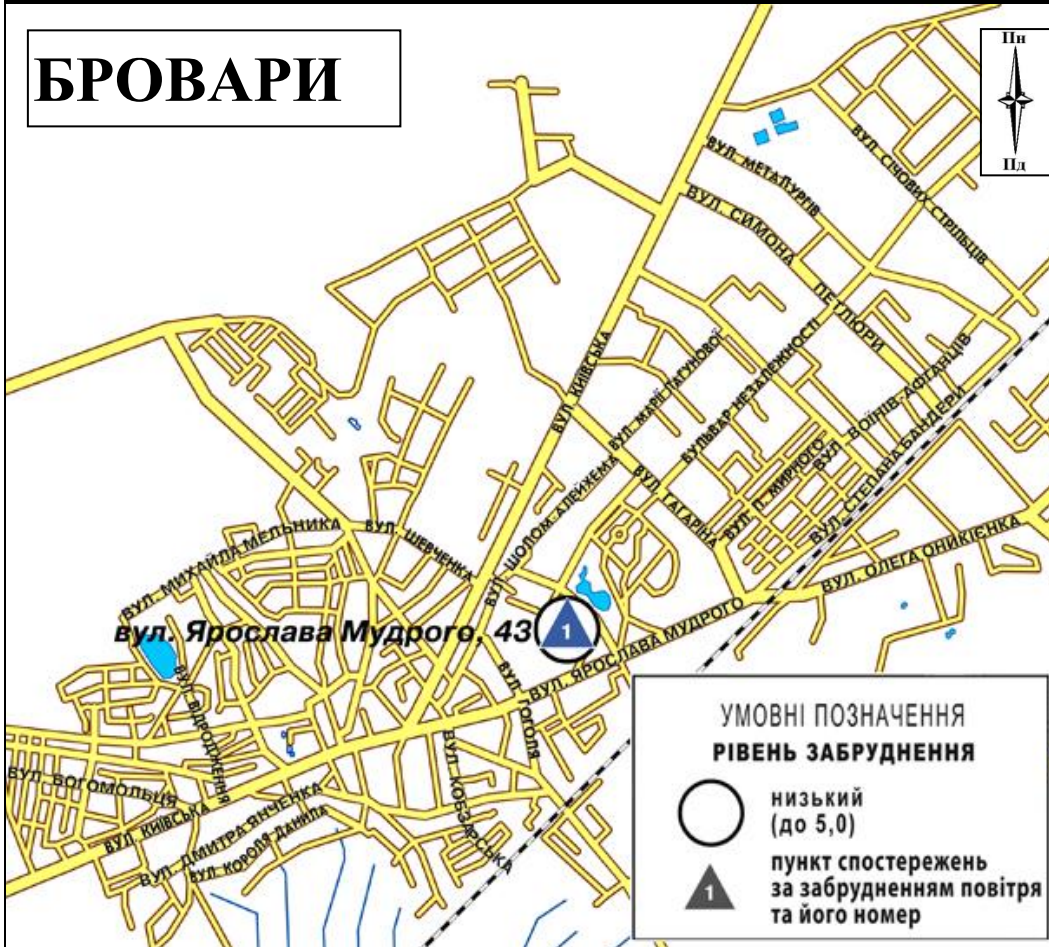 БРОВАРИ
Пн
Пд
ВУЛ. МЕТАЛУРГІВ
ВУЛ. СІЧОВИХ СТРІЛЬЦІВ
ВУЛ. СИМОНА
ПЕТЛЮРИ
ВУЛ. КИЇВСЬКА
ВУЛ. МАРІЇ ЛАГУНОВОЇ
БУЛЬВАР НЕЗАЛЕЖНОСТІ
ВУЛ. ВОЇНІВ-АФГАНЦІВ
ВУЛ. П. МИРНОГО
ВУЛ. СТЕПАНА БАНДЕРИ
ВУЛ. ГАГАРІНА
ВУЛ. ШОЛОМ-АЛЕЙХЕМА
ВУЛ. ОЛЕГА ОНИКІЄНКА
ВУЛ. МИХАЙЛА МЕЛЬНИКА
ВУЛ. ШЕВЧЕНКА
вул. Ярослава Мудрого, 43
1
ВУЛ. ЯРОСЛАВА МУДРОГО
ВУЛ. ГОГОЛЯ
ВУЛ. ВІДРОДЖЕННЯ
ВУЛ. КОБЗАРСЬКА
ВУЛ. БОГОМОЛЬЦЯ
ВУЛ. КИЇВСЬКА
ВУЛ. ДМИТРА ЯНЧЕНКА
ВУЛ. КОРОЛЯ ДАНИЛА
УМОВНІ ПОЗНАЧЕННЯ
РІВЕНЬ ЗАБРУДНЕННЯ
низький
(до 5,0)
1
пункт спостережень
за забрудненням повітря
та його номер